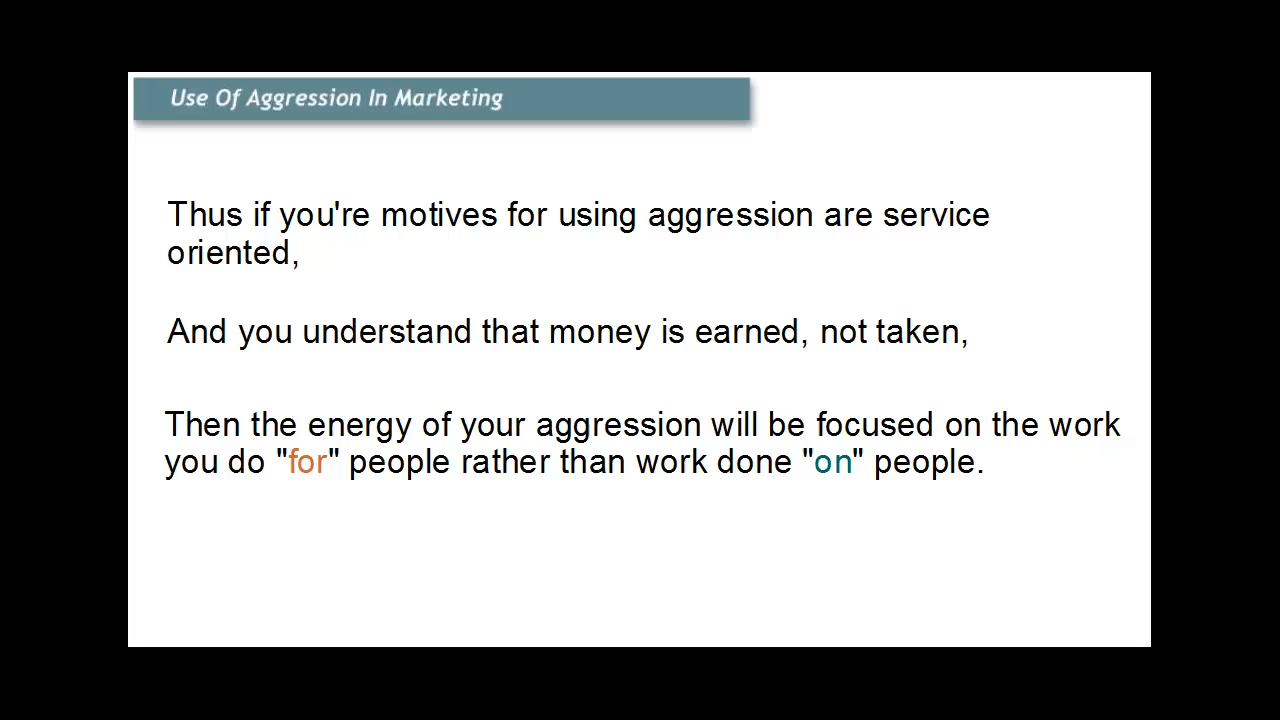 Use Of Aggression In Marketing
Thus if you're motives for using aggression are service
oriented,
And you understand that money is earned, not taken,
Then the energy of your aggression will be focused on the work
you do "for" people rather than work done "on" people.